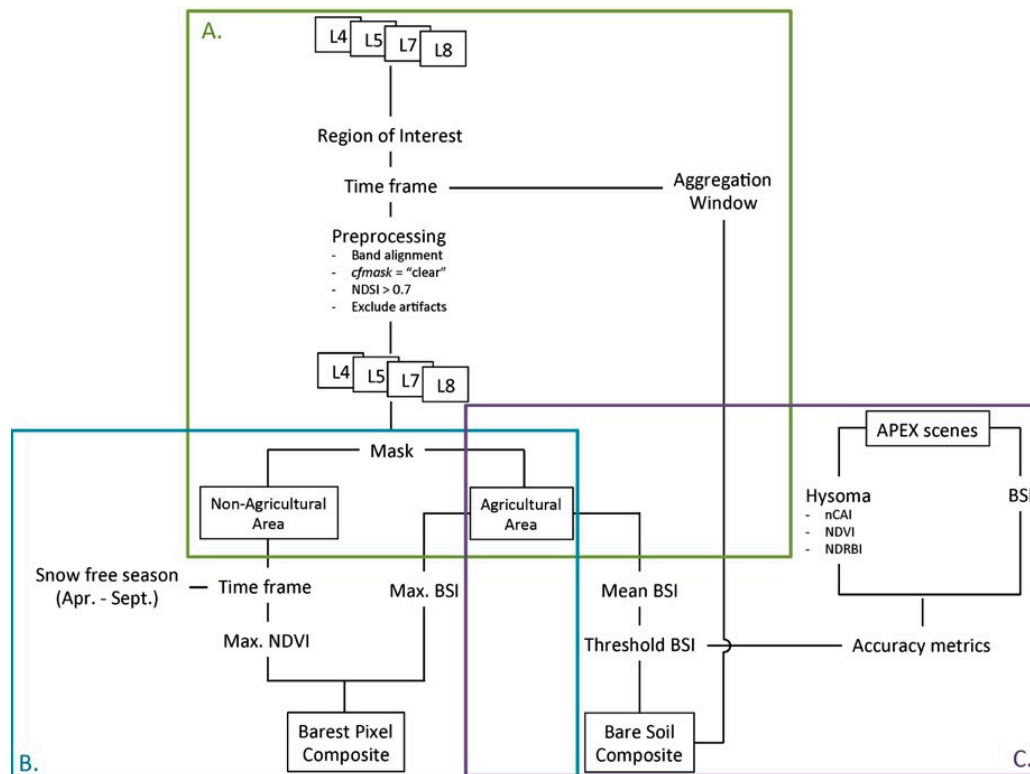 A.
L4
L5
L7
L8
Region of Interest
Time frame
Aggregation
Window
Preprocessing
- Band alignment
- cfmask = “clear”
- NDSI > 0.7
- Exclude artifacts
L4
L5
L7
L8
Mask
Non-Agricultural
Area
Agricultural
Area
APEX scenes
Hysoma
- nCAI
- NDVI
- NDRBI
BSI
Snow free season
(Apr. - Sept.)
Time frame
Max. BSI
Mean BSI
Max. NDVI
Threshold BSI
Accuracy metrics
Barest Pixel
Composite
Bare Soil
Composite
B.
C.